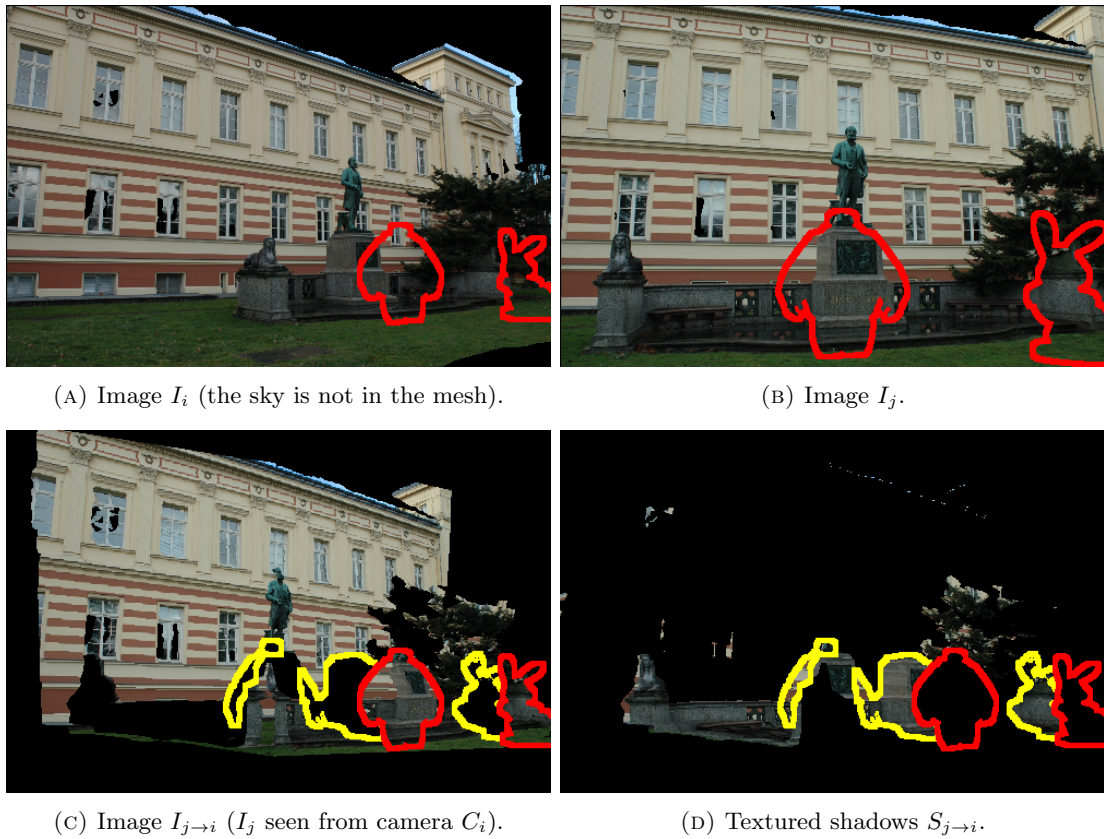 (A) Image I_i (the sky is not in the mesh).
(B) Image I_j.
(C) Image I_{j→i} (I_j seen from camera C_i).
(D) Textured shadows S_{j→i}.